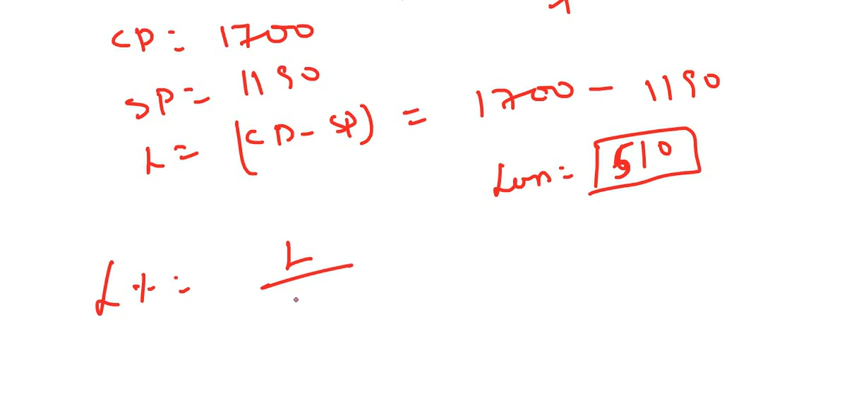 CP = 1700
SP = 1190
L = (CP - SP) = 1700 - 1190
Loss = 510
L % = L